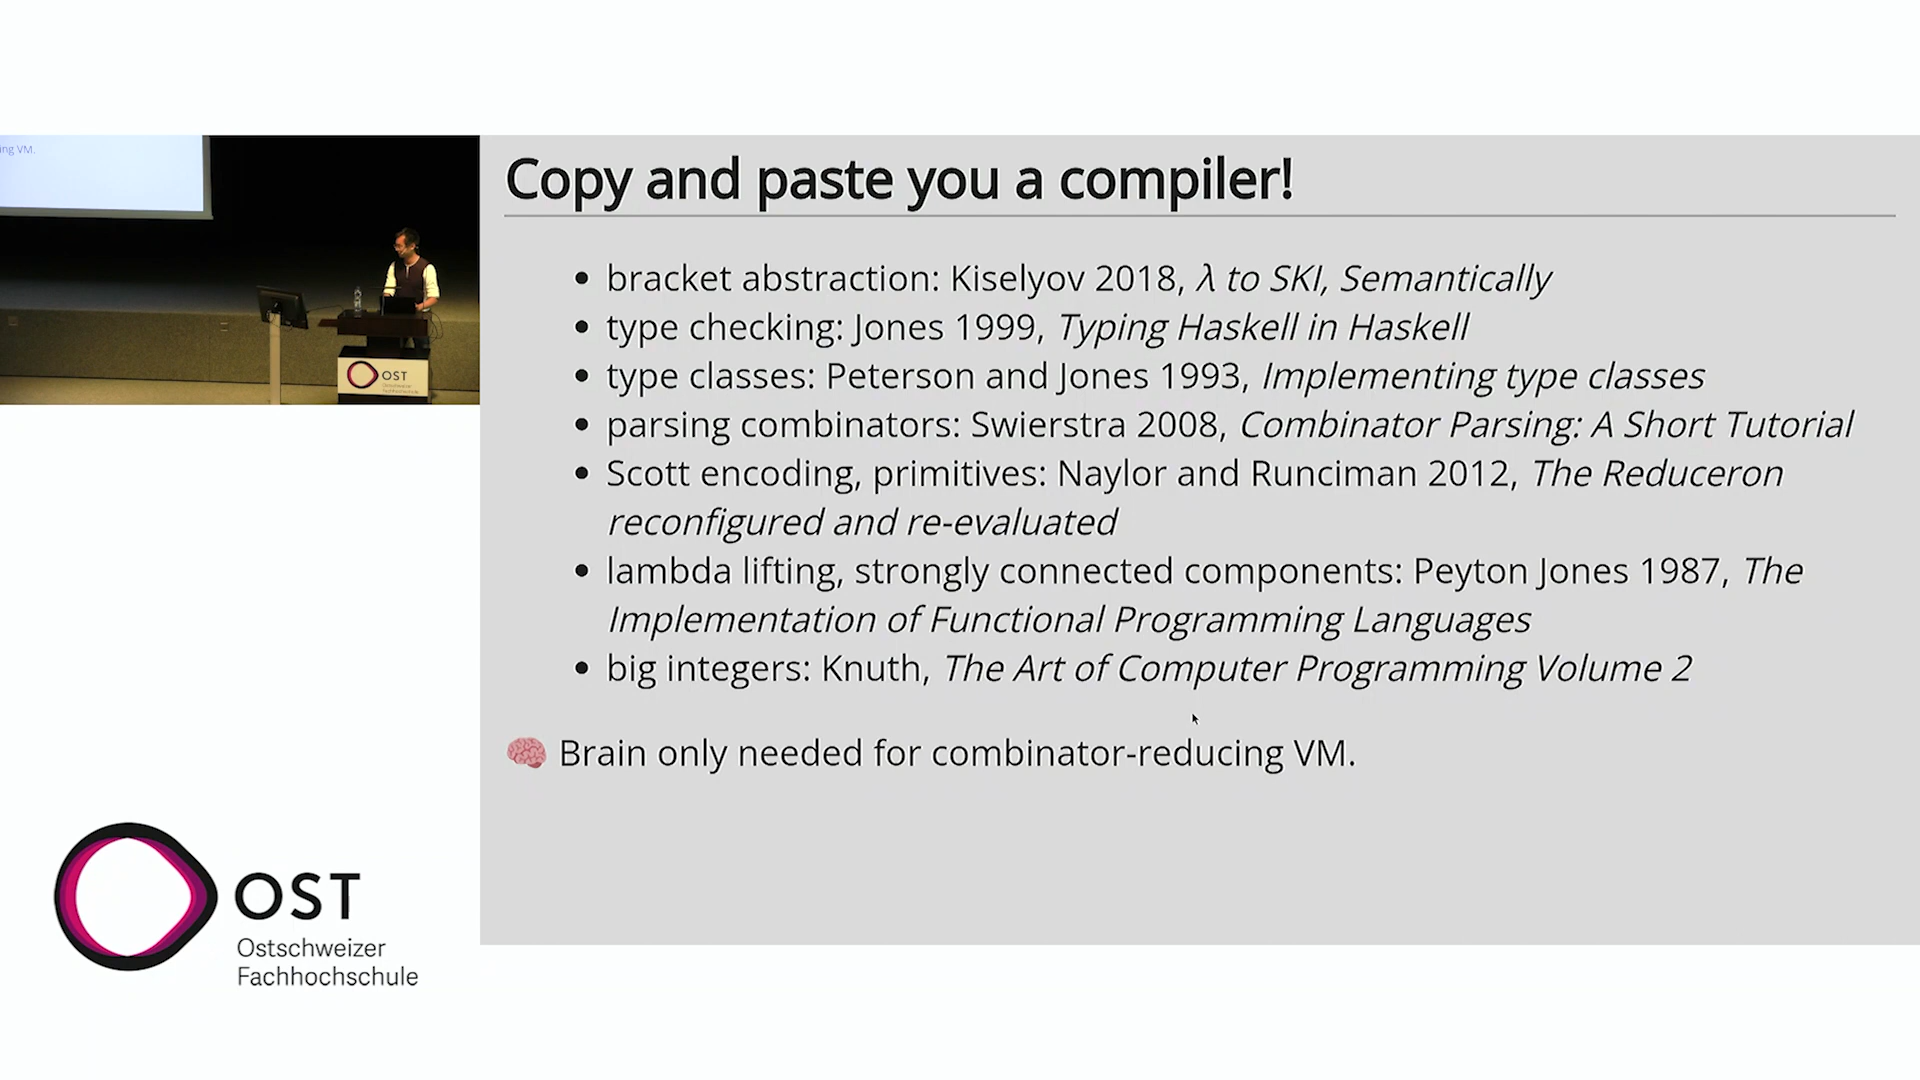 ing VM.
OST
Ostschweizer
Fachhochschule
Copy and paste you a compiler!
• bracket abstraction: Kiselyov 2018, λ to SKI, Semantically
• type checking: Jones 1999, Typing Haskell in Haskell
• type classes: Peterson and Jones 1993, Implementing type classes
• parsing combinators: Swierstra 2008, Combinator Parsing: A Short Tutorial
• Scott encoding, primitives: Naylor and Runciman 2012, The Reduceron
reconfigured and re-evaluated
• lambda lifting, strongly connected components: Peyton Jones 1987, The
Implementation of Functional Programming Languages
• big integers: Knuth, The Art of Computer Programming Volume 2
🧠 Brain only needed for combinator-reducing VM.
OST
Ostschweizer
Fachhochschule